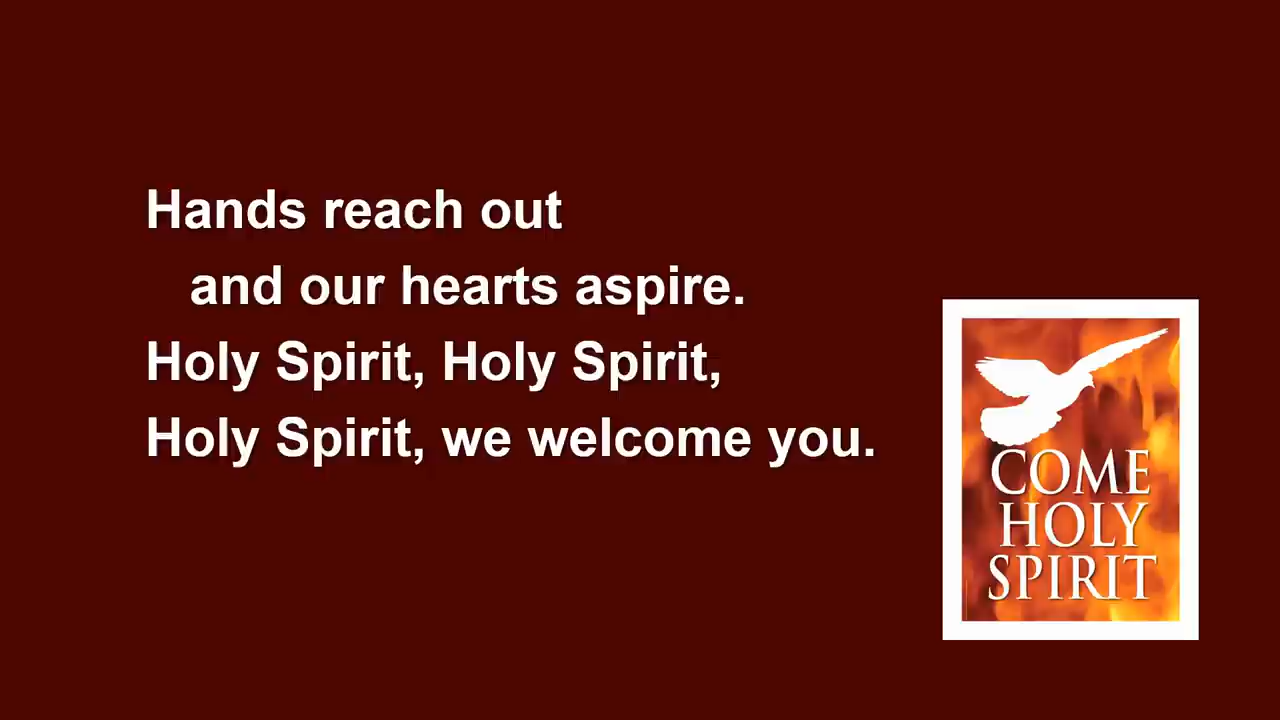 Hands reach out
and our hearts aspire.
Holy Spirit, Holy Spirit,
Holy Spirit, we welcome you.
COME
HOLY
SPIRIT